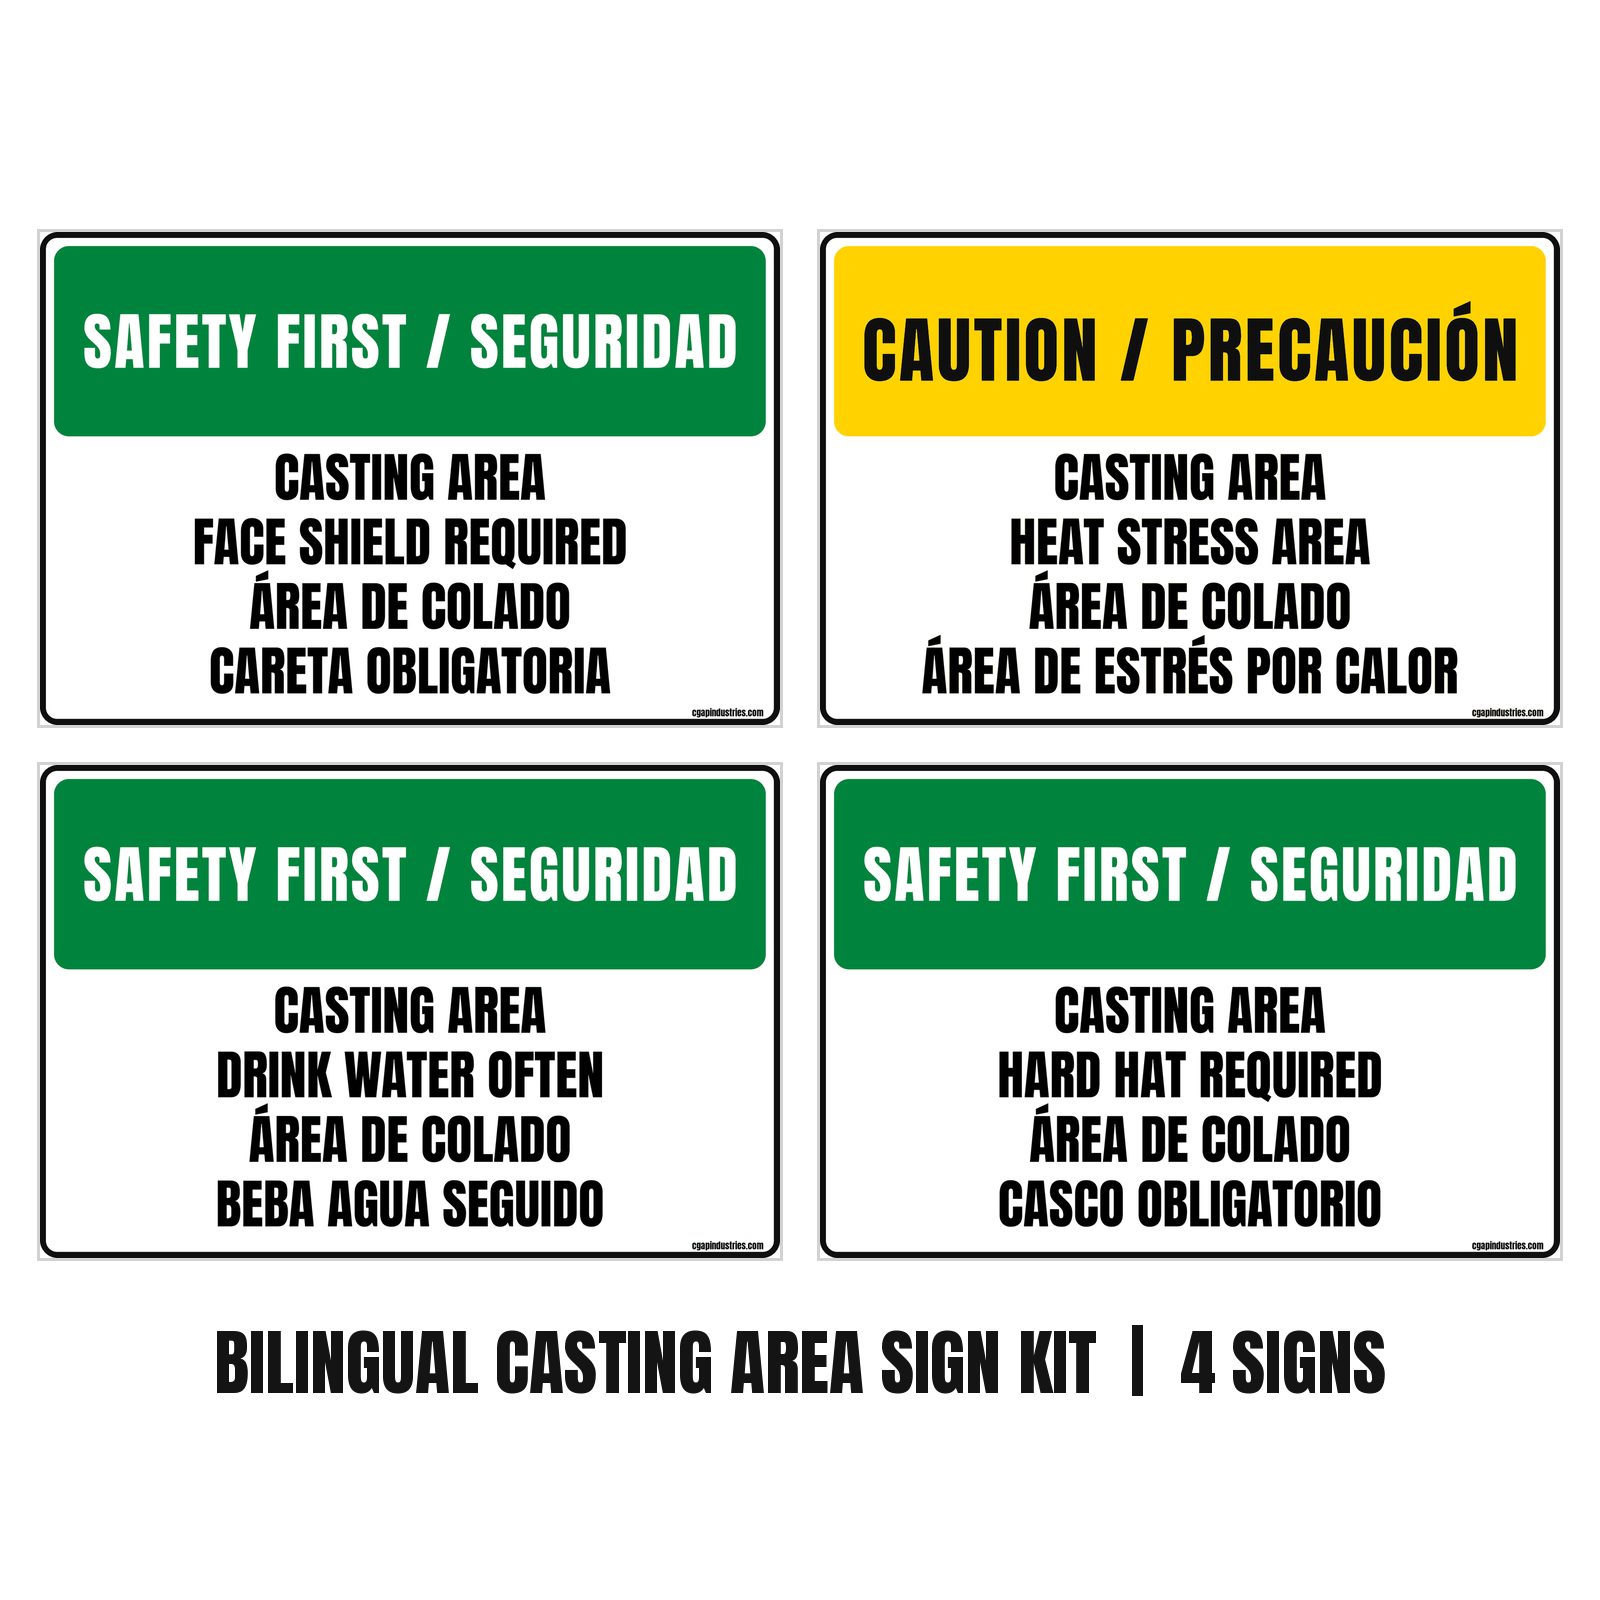 SAFETY FIRST / SEGURIDAD
CASTING AREA
FACE SHIELD REQUIRED
ÁREA DE COLADO
CARETA OBLIGATORIA
cgapindustries.com
CAUTION / PRECAUCIÓN
CASTING AREA
HEAT STRESS AREA
ÁREA DE COLADO
ÁREA DE ESTRÉS POR CALOR
cgapindustries.com
SAFETY FIRST / SEGURIDAD
CASTING AREA
DRINK WATER OFTEN
ÁREA DE COLADO
BEBA AGUA SEGUIDO
cgapindustries.com
SAFETY FIRST / SEGURIDAD
CASTING AREA
HARD HAT REQUIRED
ÁREA DE COLADO
CASCO OBLIGATORIO
cgapindustries.com
BILINGUAL CASTING AREA SIGN KIT | 4 SIGNS